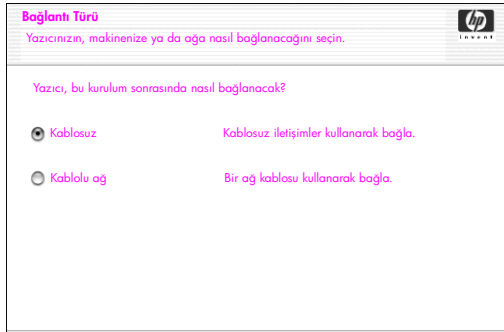 Bağlantı Türü
Yazıcınızın, makinenize ya da ağa nasıl bağlanacağını seçin.
hp
invent
Yazıcı, bu kurulum sonrasında nasıl bağlanacak?
Kablosuz Kablosuz iletişimler kullanarak bağla.
Kablolu ağ Bir ağ kablosu kullanarak bağla.